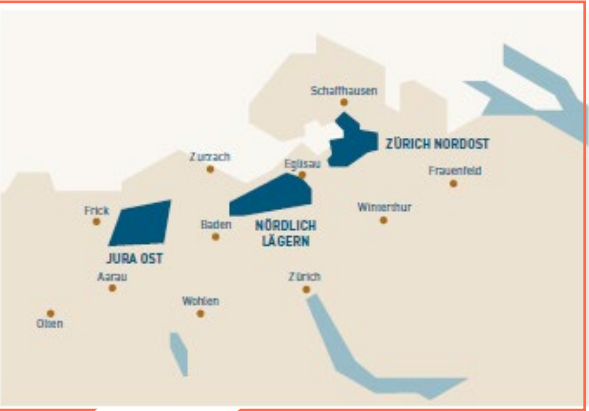 Schaffhausen
ZÜRICH NORDOST
Zurzach
Eglisau
Frauenfeld
Frick
Baden
NÖRDLICH
LÄGERN
Winterthur
JURA OST
Aarau
Zürich
Wohlen
Olten